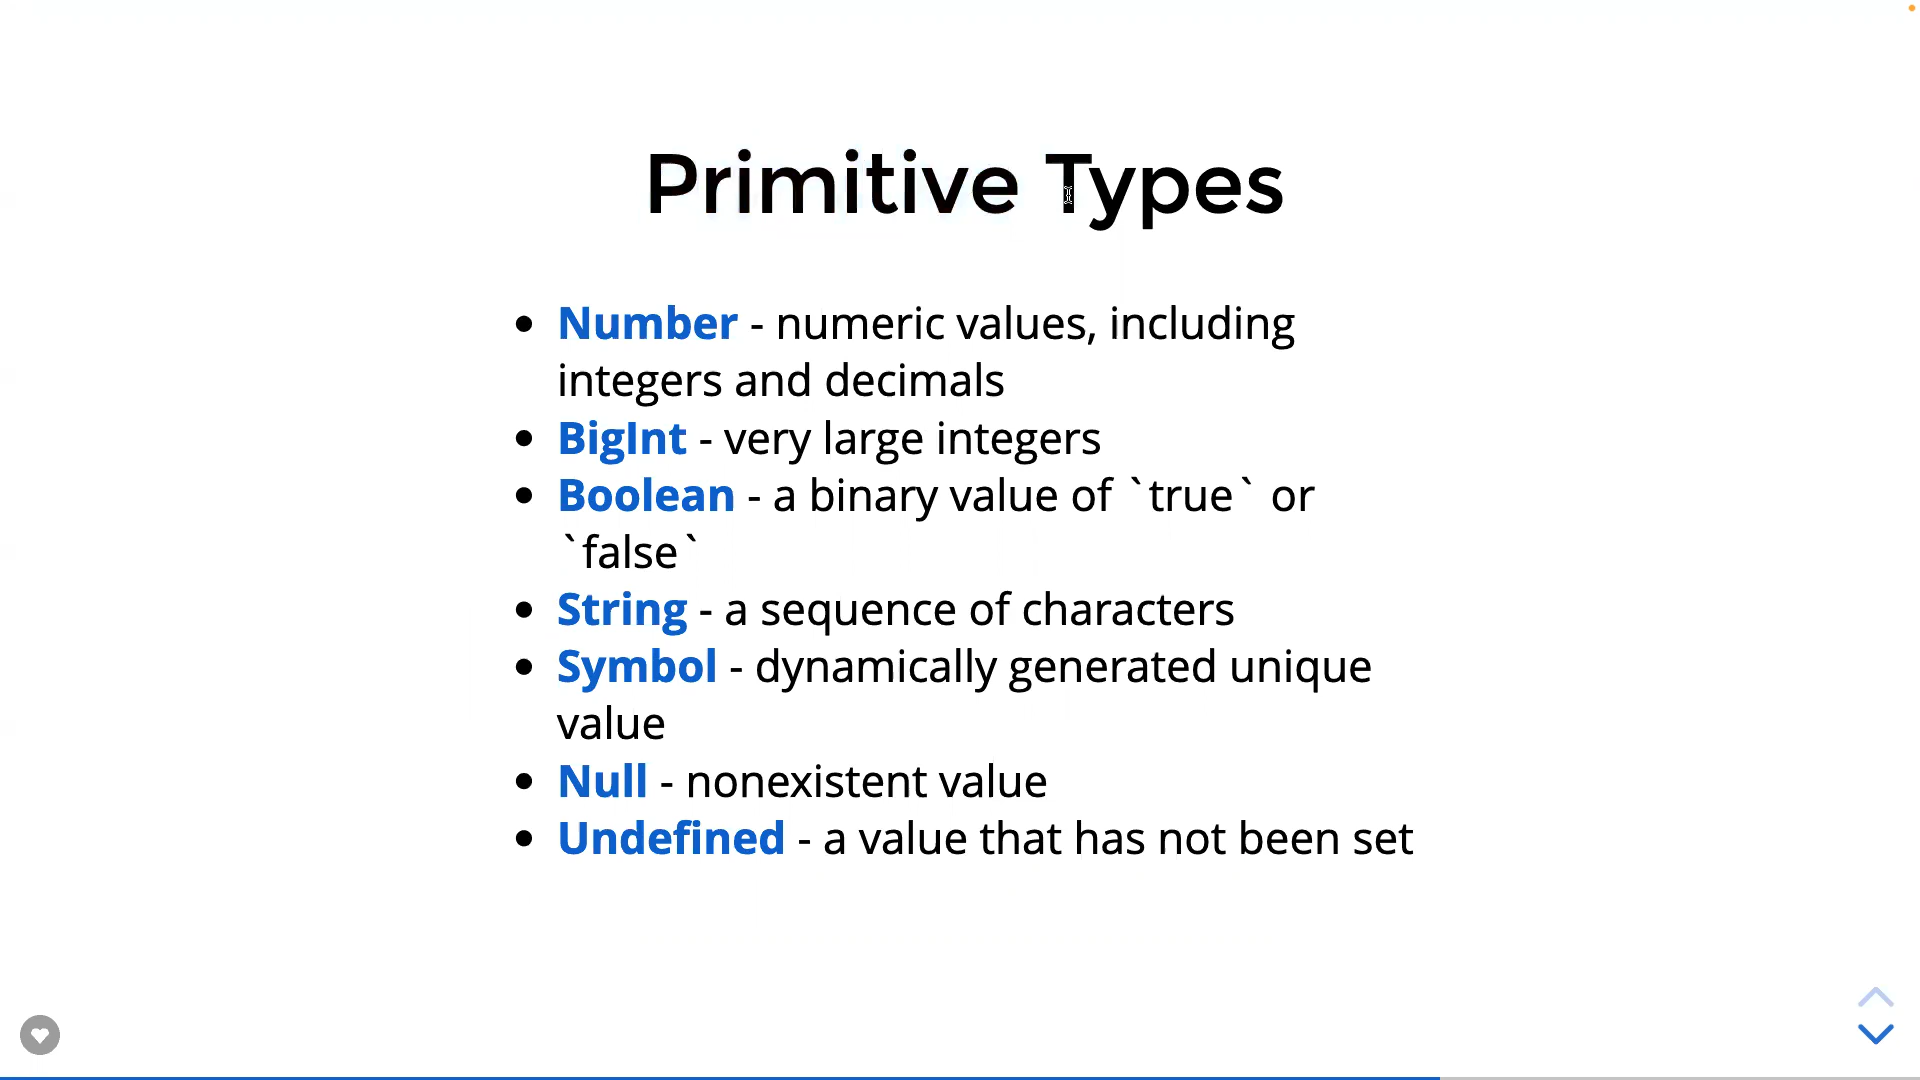 Primitive Types
• Number - numeric values, including
integers and decimals
• BigInt - very large integers
• Boolean - a binary value of `true` or
`false`
• String - a sequence of characters
• Symbol - dynamically generated unique
value
• Null - nonexistent value
• Undefined - a value that has not been set